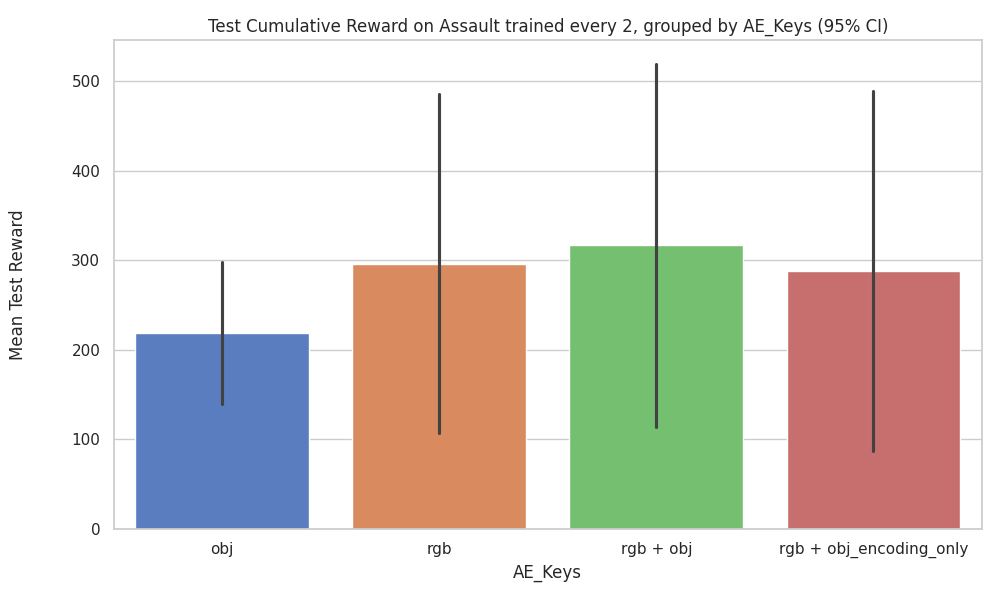 Test Cumulative Reward on Assault trained every 2, grouped by AE_Keys (95% CI)
Mean Test Reward
500
400
300
200
100
0
obj
rgb
rgb + obj
rgb + obj_encoding_only
AE_Keys